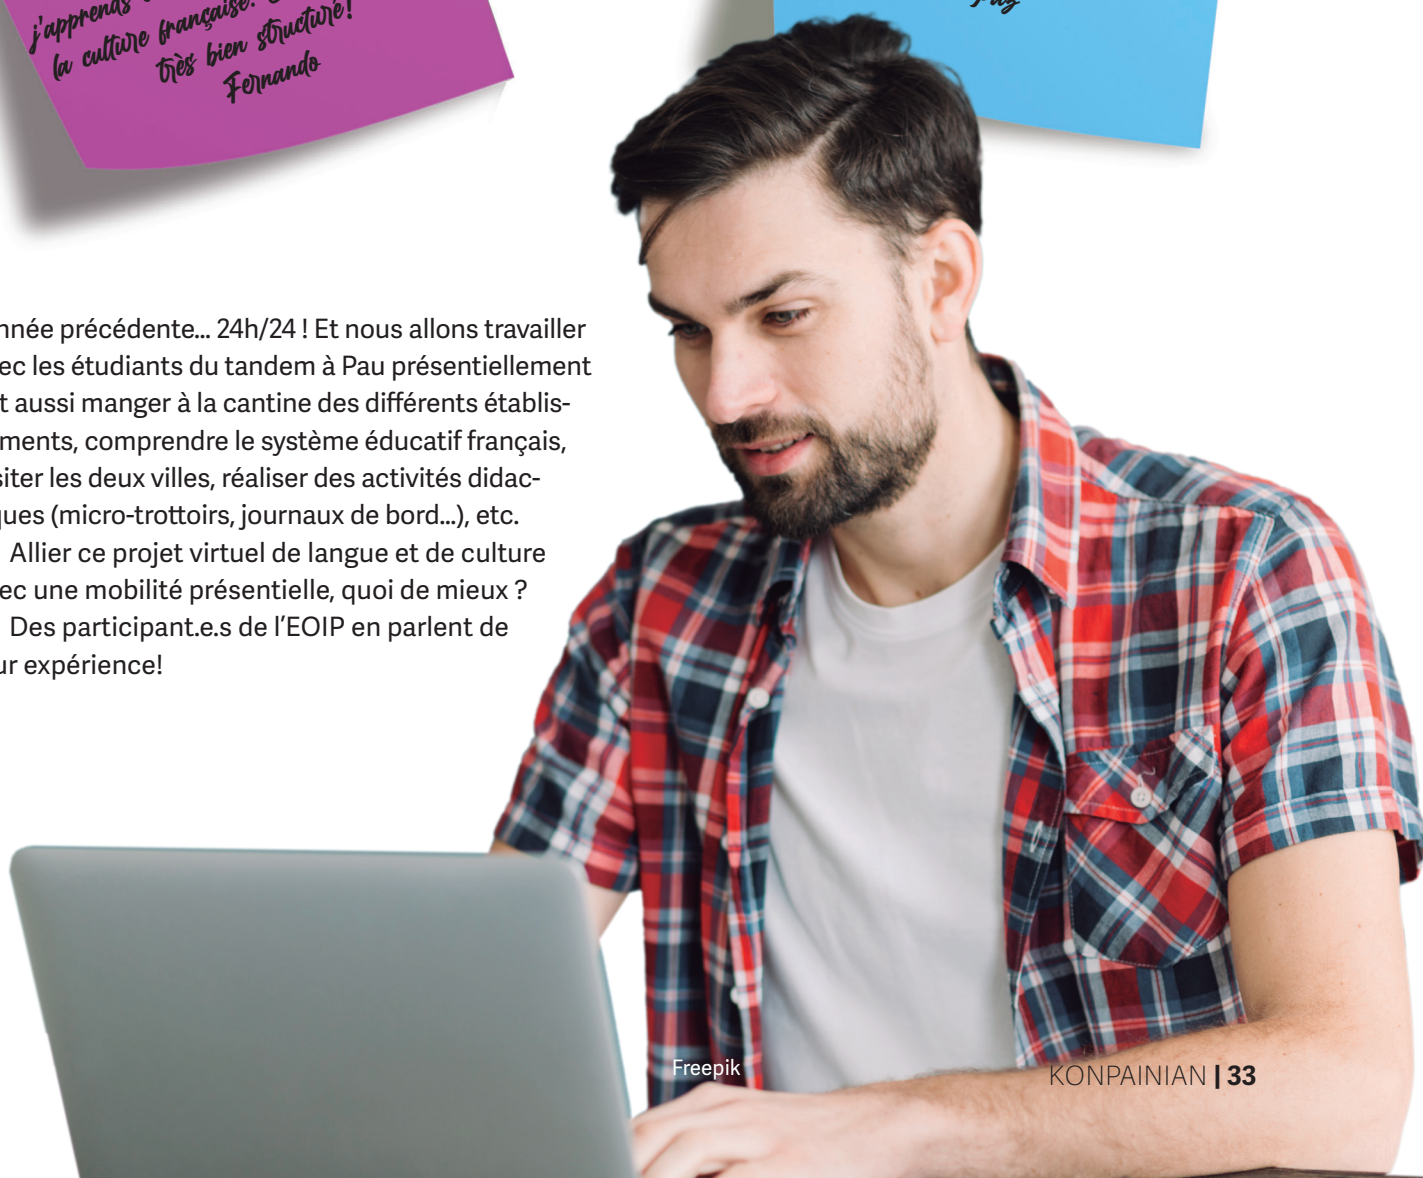 j'apprends
la culture française.
très bien structuré!
Fernando
nnée précédente... 24h/24 ! Et nous allons travailler
ec les étudiants du tandem à Pau présentiellement
t aussi manger à la cantine des différents établis-
ments, comprendre le système éducatif français,
siter les deux villes, réaliser des activités didac-
ques (micro-trottoirs, journaux de bord...), etc.
Allier ce projet virtuel de langue et de culture
ec une mobilité présentielle, quoi de mieux ?
Des participant.e.s de l'EOIP en parlent de
ur expérience!
Freepik
KONPAINIAN | 33